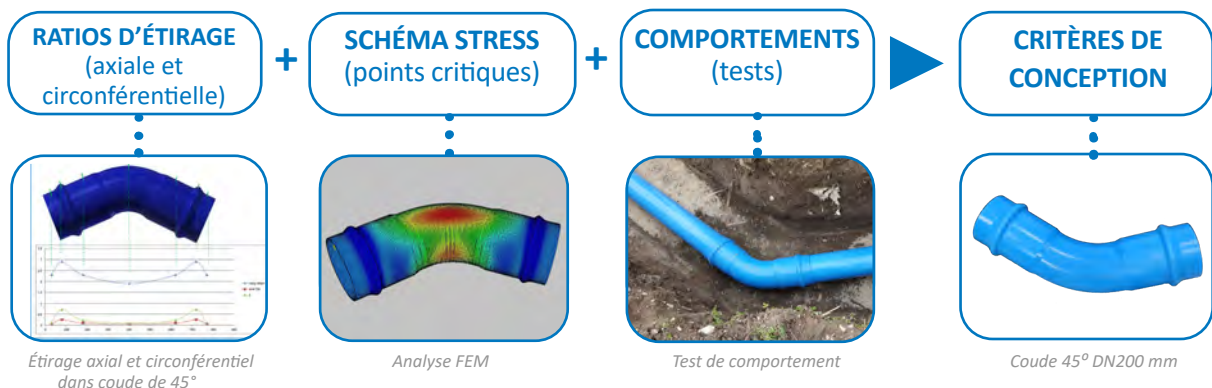 RATIOS D'ÉTIRAGE
(axiale et
circonférentielle)
+
SCHÉMA STRESS
(points critiques)
+
COMPORTEMENTS
(tests)
CRITÈRES DE
CONCEPTION
Étirage axial et circonférentiel
dans coude de 45°
Analyse FEM
Test de comportement
Coude 45º DN200 mm